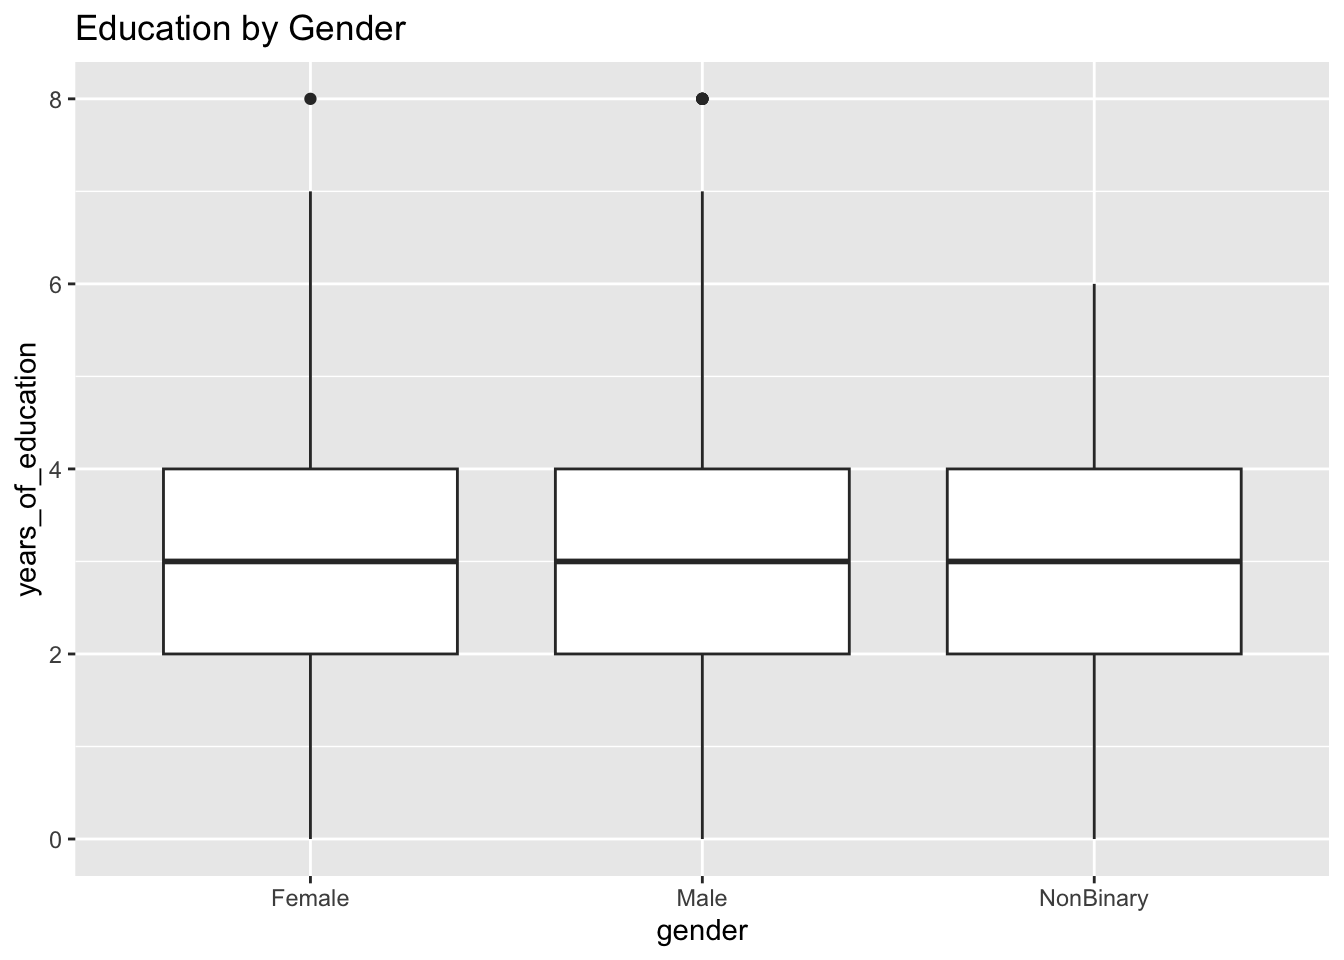 Education by Gender
years_of_education
8
6
4
2
0
Female
Male
NonBinary
gender